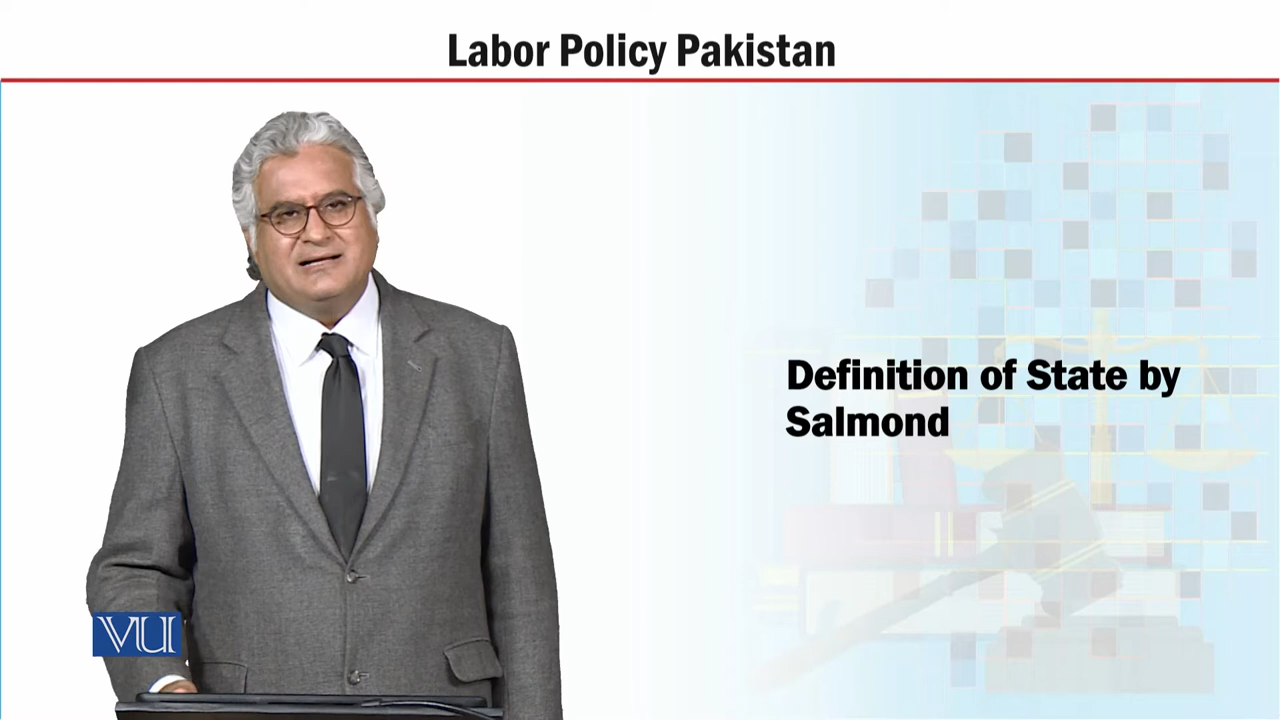 Labor Policy Pakistan
Definition of State by
Salmond
VU